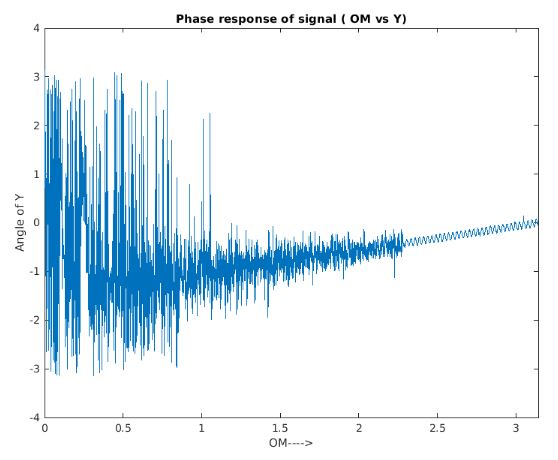 Phase response of signal ( OM vs Y)
4
3
2
1
0
-1
-2
-3
-4
Angle of Y
0 0.5 1 1.5 2 2.5 3
OM---->